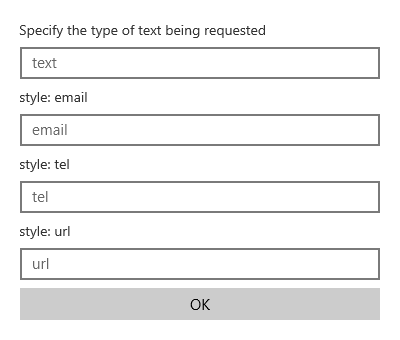 Specify the type of text being requested
text
style: email
email
style: tel
tel
style: url
url
OK